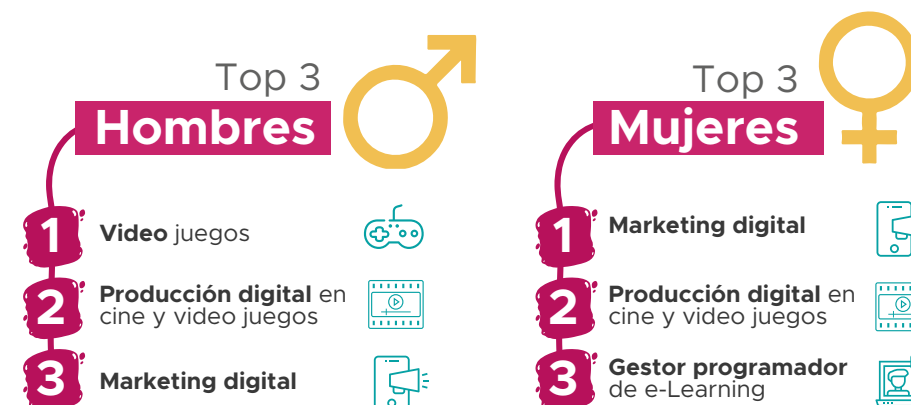 Top 3
Hombres
1
Video juegos
2
Producción digital en
cine y video juegos
3
Marketing digital
Top 3
Mujeres
1
Marketing digital
2
Producción digital en
cine y video juegos
3
Gestor programador
de e-Learning